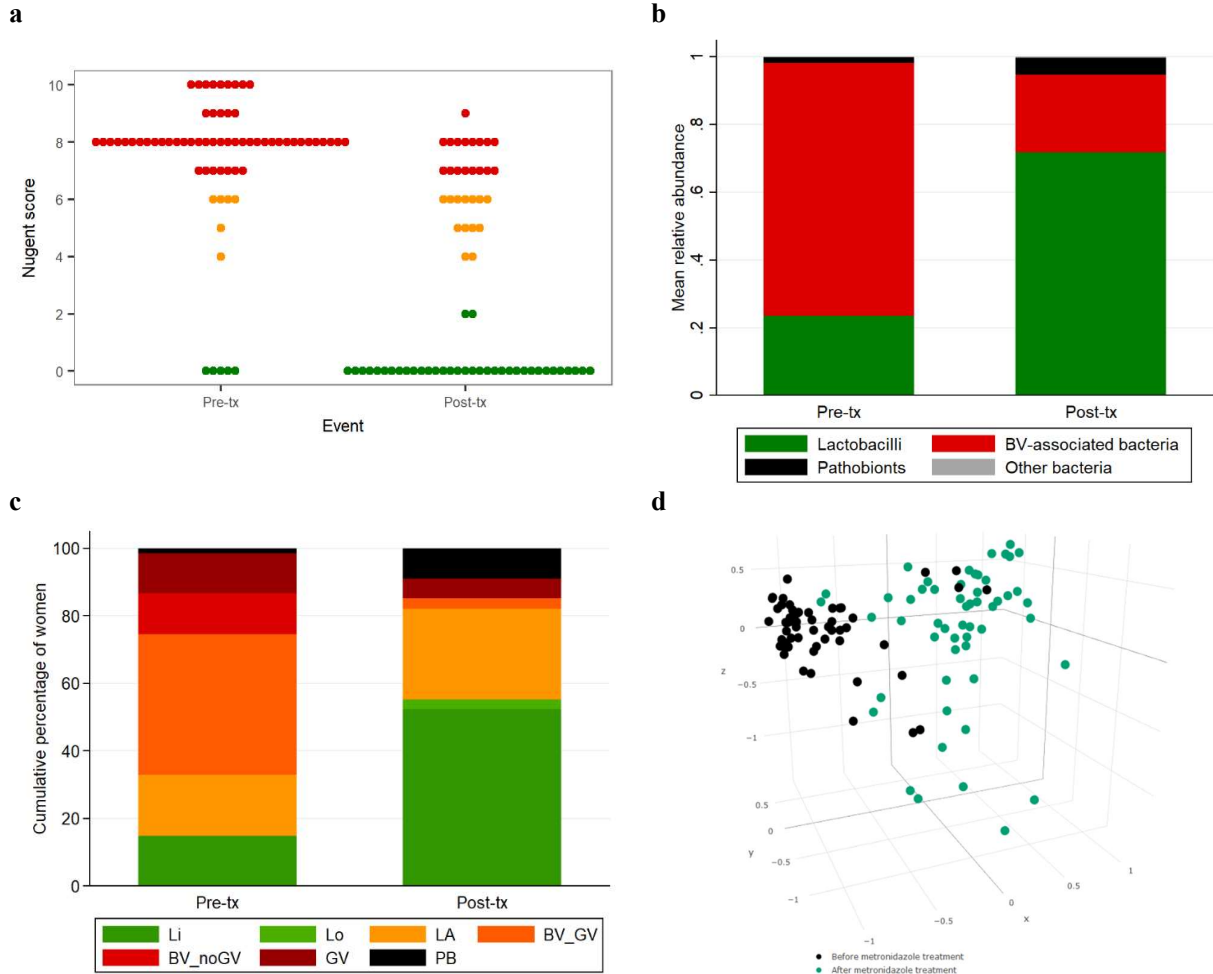 a
10
8
6
4
2
0
Nugent score
Pre-tx
Post-tx
Event
b
1
.8
.6
.4
.2
0
Mean relative abundance
Pre-tx
Post-tx
Lactobacilli
BV-associated bacteria
Pathobionts
Other bacteria
c
100
80
60
40
20
0
Cumulative percentage of women
Pre-tx
Post-tx
Li
Lo
LA
BV_GV
BV_noGV
GV
PB
d
0.5
0
z
−0.5
−1
0.5
0
y
−0.5
−1
−1
−0.5
0
x
0.5
1
Before metronidazole treatment
After metronidazole treatment